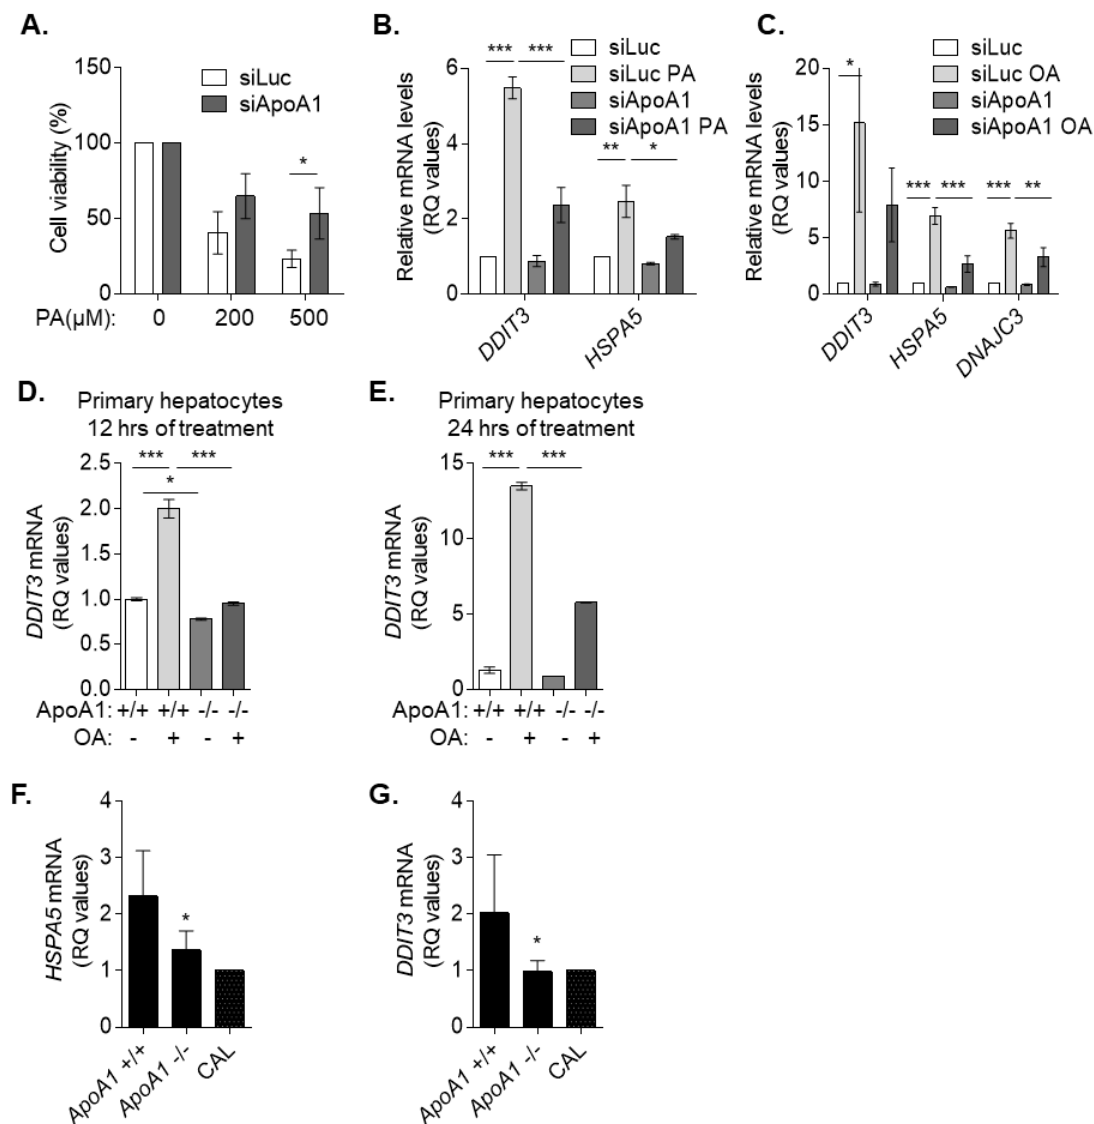 A.
150
100
50
0
Cell viability (%)
siLuc
siApoA1
*
PA(µM):
0
200
500
B.
6
4
2
0
Relative mRNA levels
(RQ values)
*** ***
siLuc
siLuc PA
siApoA1
siApoA1 PA
** *
DDIT3
HSPA5
C.
20
15
10
5
0
Relative mRNA levels
(RQ values)
*
siLuc
siLuc OA
siApoA1
siApoA1 OA
*** *** *** **
DDIT3
HSPA5
DNAJC3
D.
Primary hepatocytes
12 hrs of treatment
2.5
2.0
1.5
1.0
0.5
0.0
DDIT3 mRNA
(RQ values)
*** ***
*
ApoA1: +/+ +/+ -/- -/-
OA: - + - +
E.
Primary hepatocytes
24 hrs of treatment
15
10
5
0
DDIT3 mRNA
(RQ values)
*** ***
ApoA1: +/+ +/+ -/- -/-
OA: - + - +
F.
4
3
2
1
0
HSPA5 mRNA
(RQ values)
*
ApoA1 +/+
ApoA1 -/-
CAL
G.
4
3
2
1
0
DDIT3 mRNA
(RQ values)
*
ApoA1 +/+
ApoA1 -/-
CAL